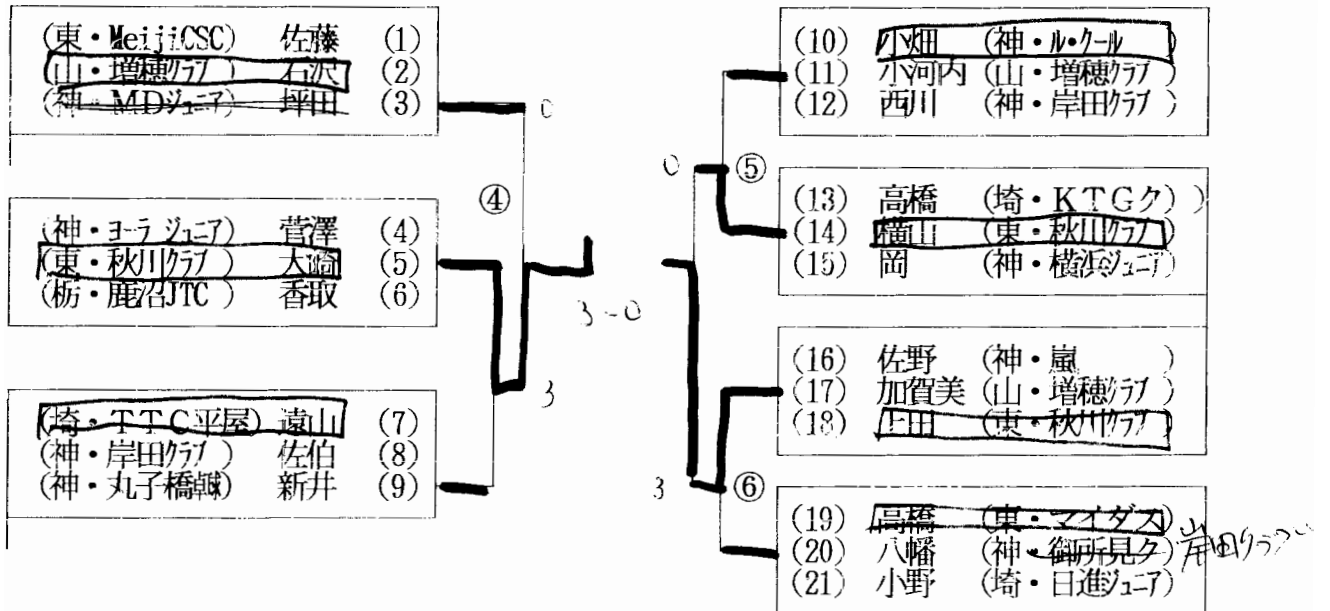 (東・MeijiCSC) 佐藤 (1)
(山・増穂クラブ) 石沢 (2)
(神・MDジュニア) 坪田 (3)
0
④
(神・ヨーラ ジュニア) 菅澤 (4)
(東・秋川クラブ) 大崎 (5)
(栃・鹿沼JTC) 香取 (6)
3-0
3
(埼・TTC平屋) 遠山 (7)
(神・岸田クラブ) 佐伯 (8)
(神・丸子橋卓球) 新井 (9)
(10) 小畑 (神・ル・クール)
(11) 小河内 (山・増穂クラブ)
(12) 西川 (神・岸田クラブ)
0 ⑤
(13) 高橋 (埼・KTGク) )
(14) 横山 (東・秋川クラブ)
(15) 岡 (神・横浜ジュニア)
(16) 佐野 (神・嵐 )
(17) 加賀美 (山・増穂クラブ)
(18) 上田 (東・秋川クラブ)
3 ⑥
(19) 高橋 (東・マイダス)
(20) 八幡 (神・御所見ク) 岸田クラブ
(21) 小野 (埼・日進ジュニア)